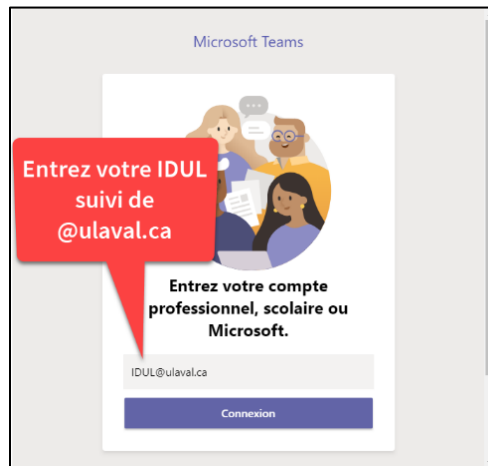 Microsoft Teams
Entrez votre IDUL
suivi de
@ulaval.ca
Entrez votre compte
professionnel, scolaire ou
Microsoft.
IDUL@ulaval.ca
Connexion